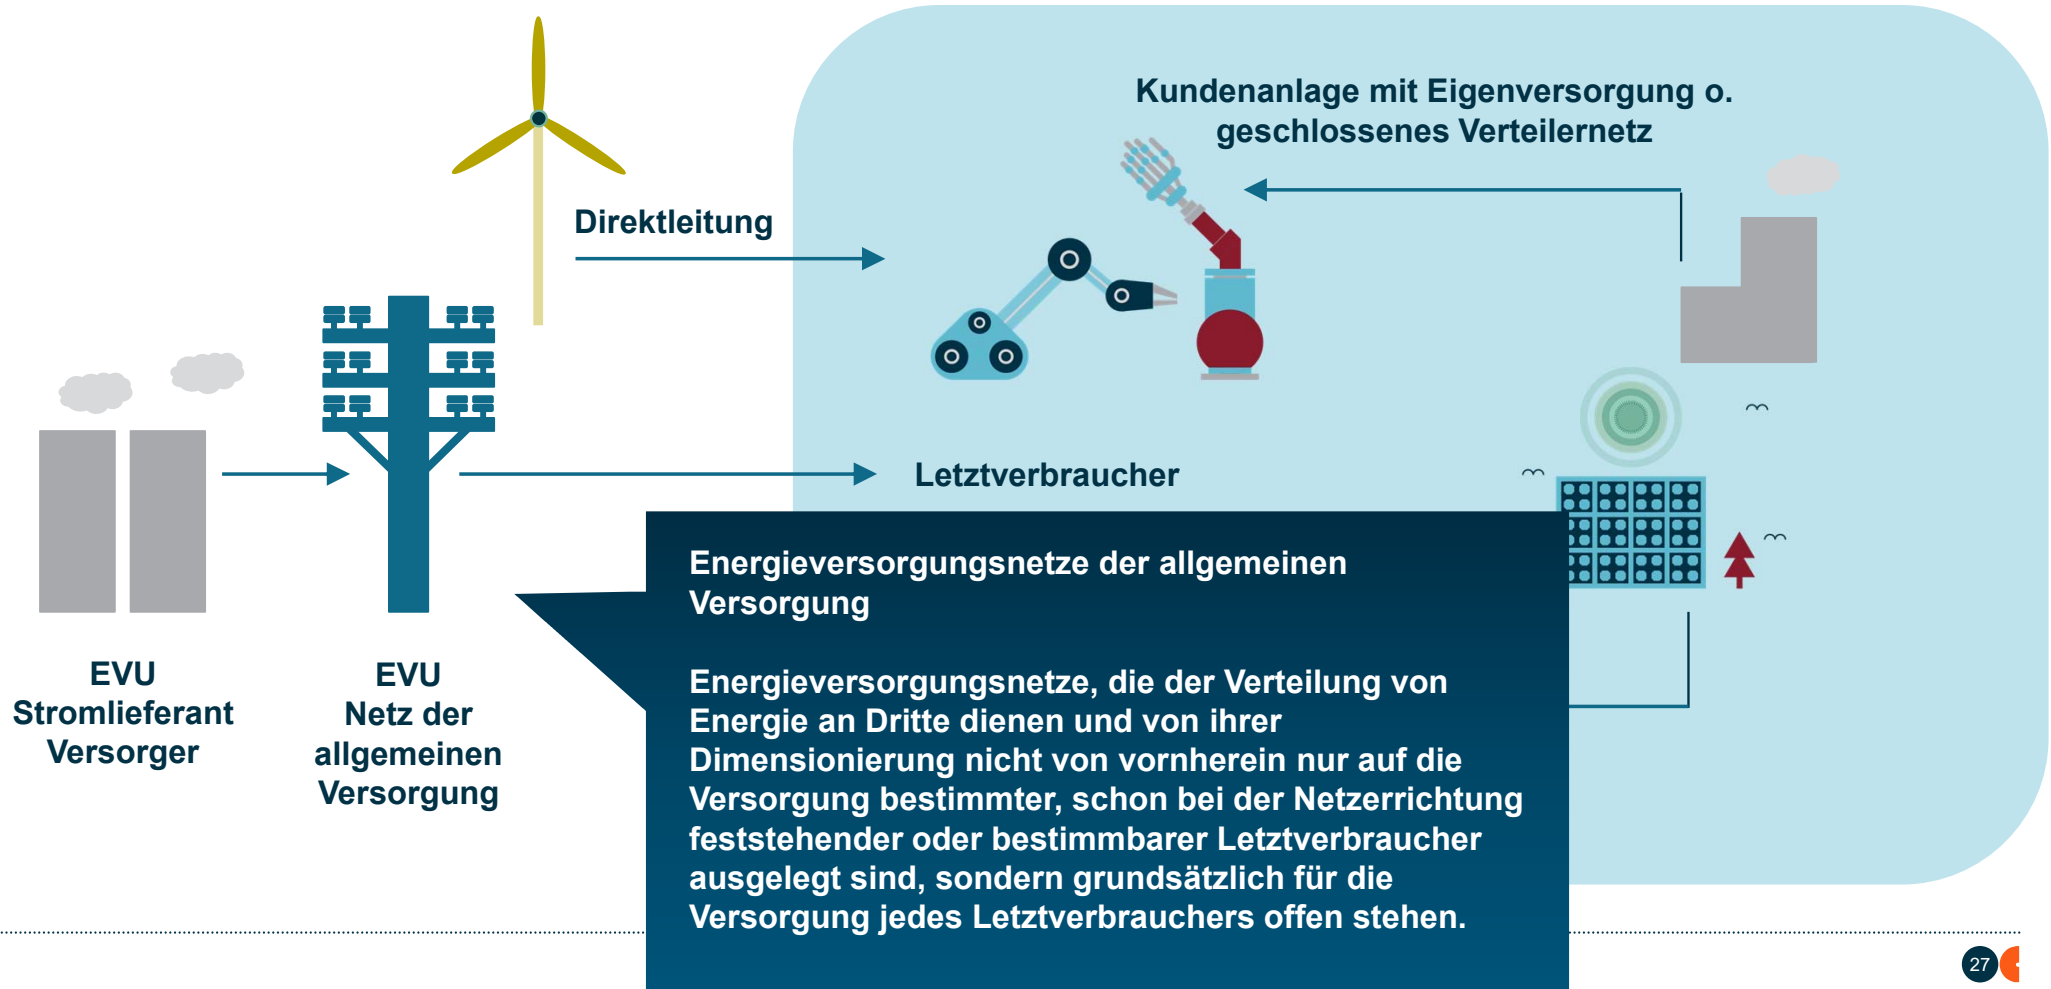 Kundenanlage mit Eigenversorgung o.
geschlossenes Verteilernetz
Direktleitung
Letztverbraucher
EVU
Stromlieferant
Versorger
EVU
Netz der
allgemeinen
Versorgung
Energieversorgungsnetze der allgemeinen
Versorgung
Energieversorgungsnetze, die der Verteilung von
Energie an Dritte dienen und von ihrer
Dimensionierung nicht von vornherein nur auf die
Versorgung bestimmter, schon bei der Netzerrichtung
feststehender oder bestimmbarer Letztverbraucher
ausgelegt sind, sondern grundsätzlich für die
Versorgung jedes Letztverbrauchers offen stehen.
27